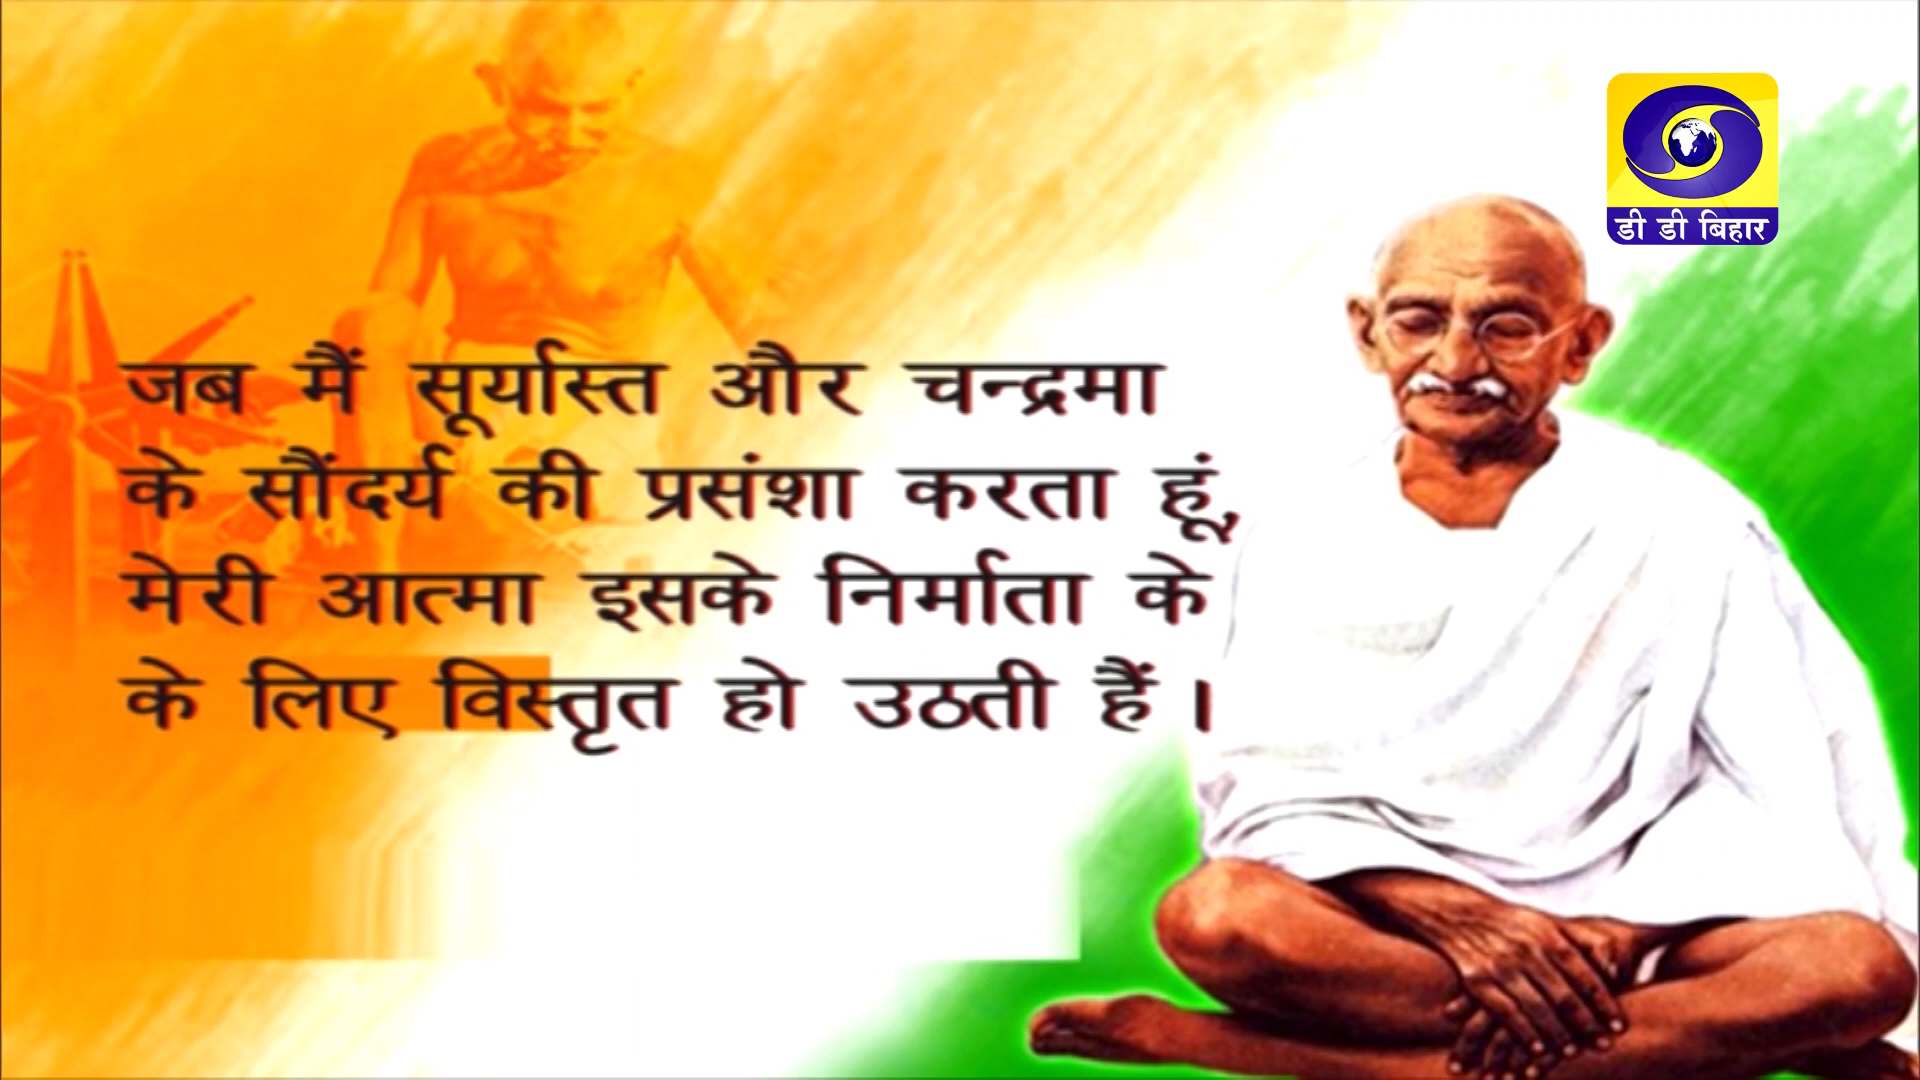 डी डी बिहार
जब मैं सूर्यास्त और चन्द्रमा
के सौंदर्य की प्रसंशा करता हूं,
मेरी आत्मा इसके निर्माता के
के लिए विस्तृत हो उठती हैं।